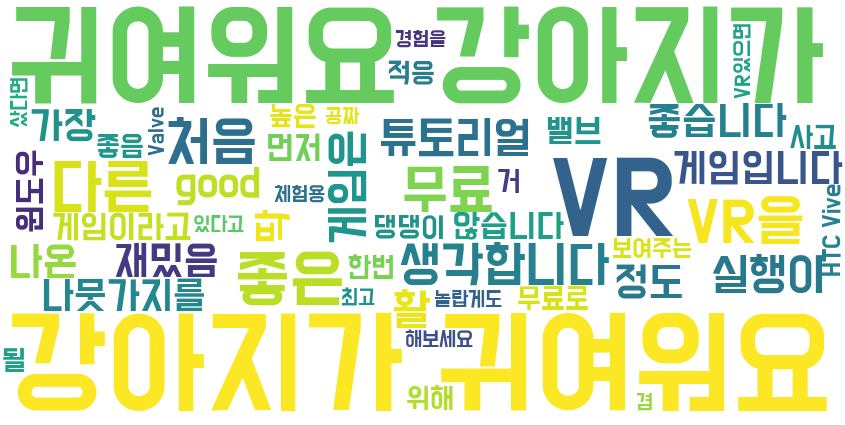 귀여워요 강아지가
경험을
적응
VR있으면
샀다면
가장
좋음
Valve
처음
높은
공짜
먼저
튜토리얼
밸브
좋습니다
사고
윈도우
다른
good
체험용
게임은
무료
거
VR
게임입니다
게임이라고
있다고
바
댕댕이
않습니다
VR을
HTC Vive
나온
재밌음
좋은
한번
생각합니다
보여주는
정도
실행이
나뭇가지를
최고
활
놀랍게도
무료로
해보세요
강아지가 귀여워요
될
위해
겸